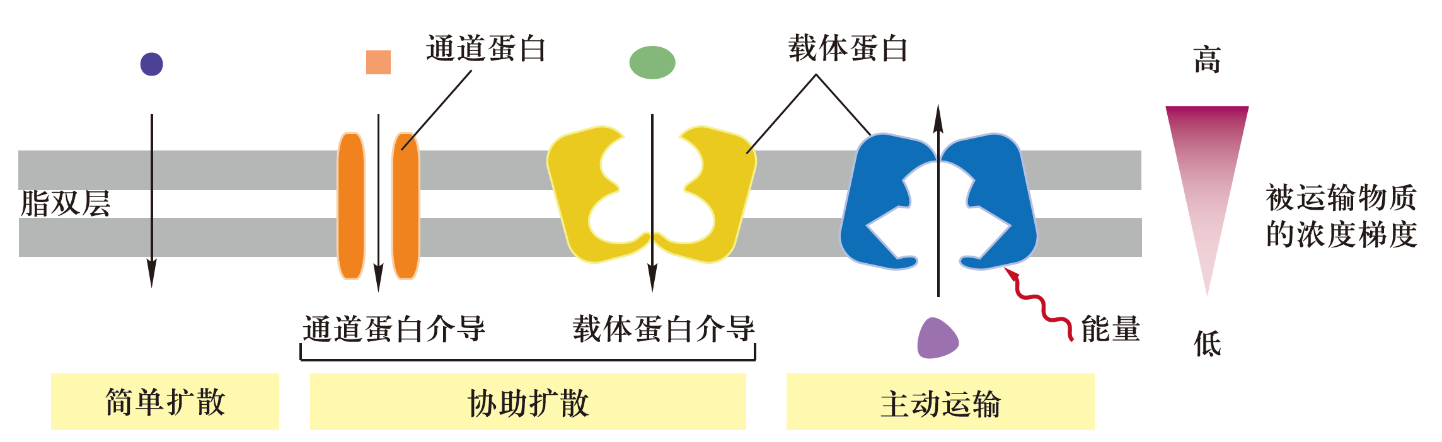 通道蛋白
载体蛋白
高
脂双层
被运输物质
的浓度梯度
通道蛋白介导
载体蛋白介导
能量
低
简单扩散
协助扩散
主动运输